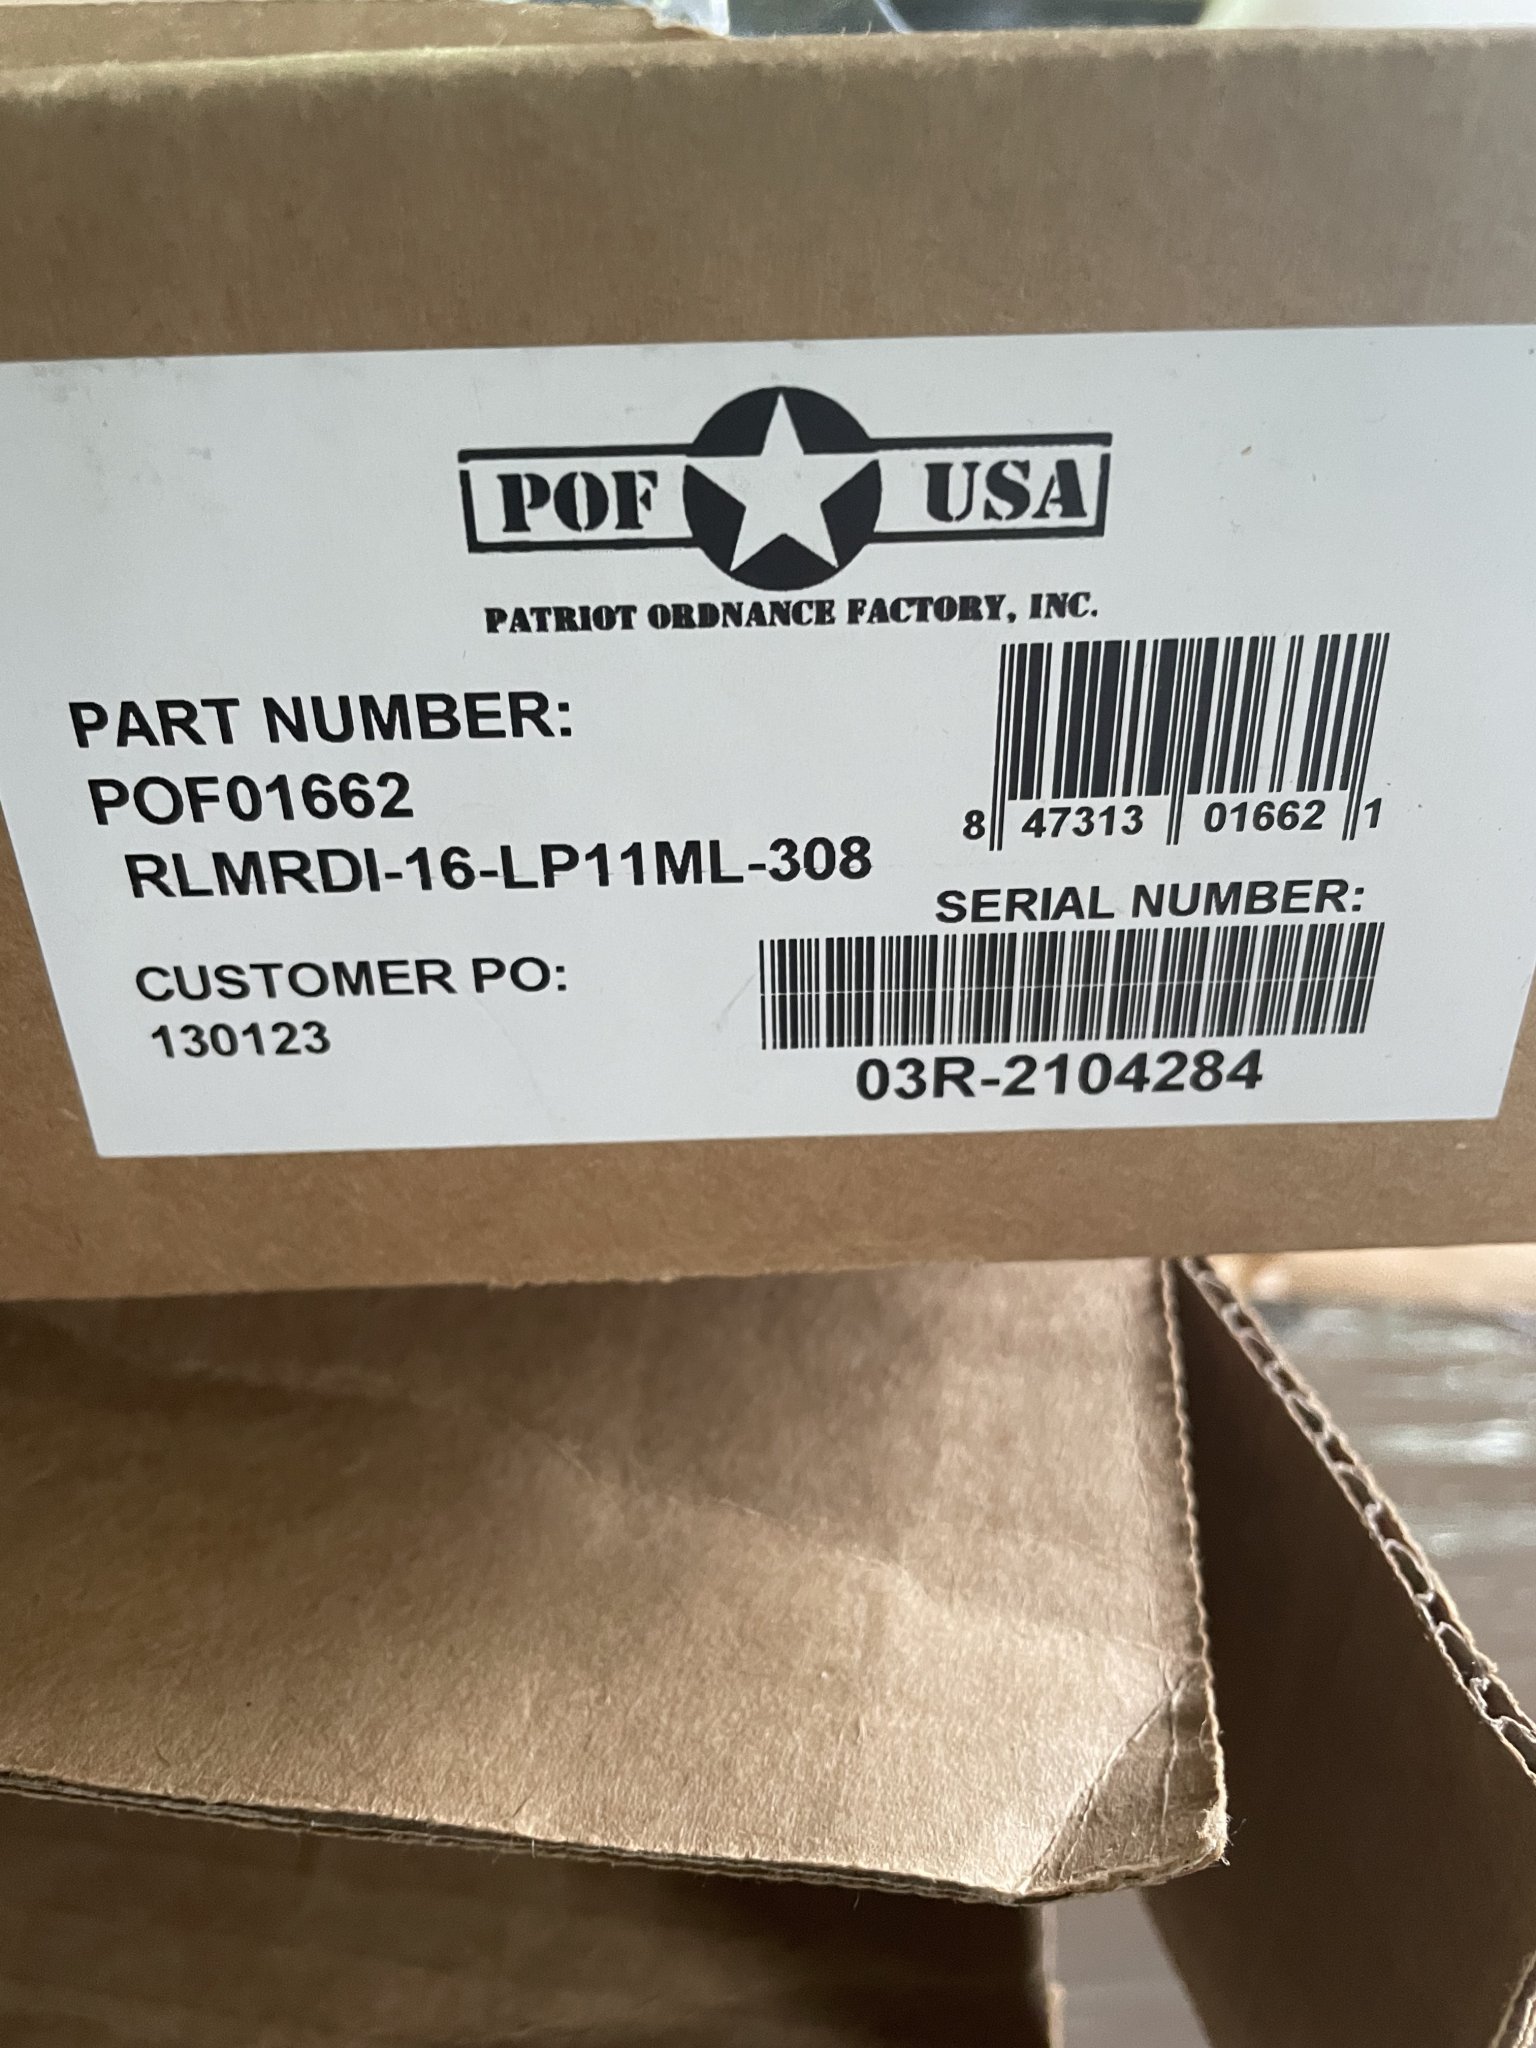 POF USA
PATRIOT ORDNANCE FACTORY, INC.
PART NUMBER:
POF01662
RLMRDI-16-LP11ML-308
8 47313 01662 1
SERIAL NUMBER:
03R-2104284
CUSTOMER PO:
130123